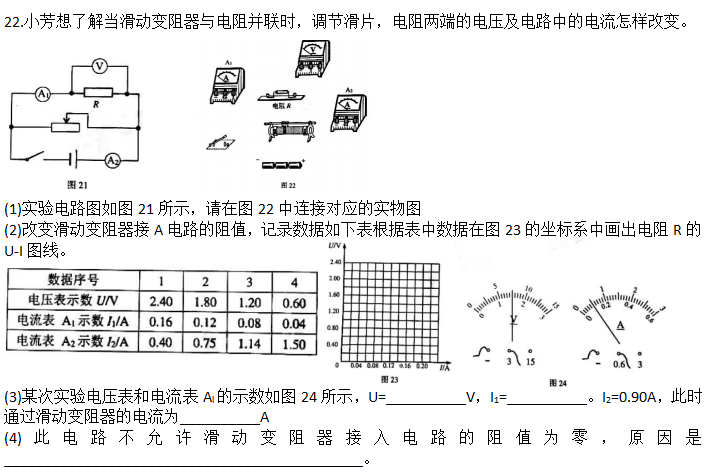 22.小芳想了解当滑动变阻器与电阻并联时，调节滑片，电阻两端的电压及电路中的电流怎样改变。
V
A₁
R
A₂
图 21
V
A₁
A
A₂
A
电阻 R
图 22
(1)实验电路图如图 21 所示，请在图 22 中连接对应的实物图
(2)改变滑动变阻器接 A 电路的阻值，记录数据如下表根据表中数据在图 23 的坐标系中画出电阻 R 的
U-I 图线。
数据序号 1 2 3 4
电压表示数 U/V 2.40 1.80 1.20 0.60
电流表 A₁示数 I₁/A 0.16 0.12 0.08 0.04
电流表 A₂示数 I₂/A 0.40 0.75 1.14 1.50
U/V
2.40
2.00
1.60
1.20
0.80
0.40
0 0.04 0.08 0.12 0.16 0.20 I/A
图 23
0 5 10 15
0 1 2 3
V
- 3 15
0 1 2 3
0 0.2 0.4 0.6
A
- 0.6 3
图 24
(3)某次实验电压表和电流表 Aₗ的示数如图 24 所示，U=___________V，I₁=___________。I₂=0.90A，此时
通过滑动变阻器的电流为___________A
(4) 此 电 路 不 允 许 滑 动 变 阻 器 接 入 电 路 的 阻 值 为 零 ， 原 因 是
___________________________________________。